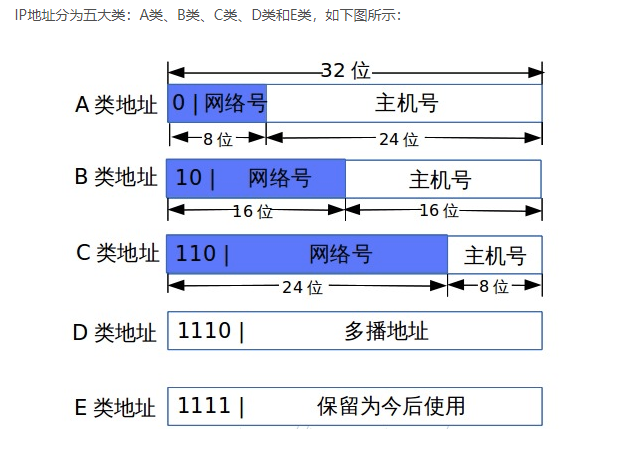 IP地址分为五大类：A类、B类、C类、D类和E类，如下图所示：
32 位
A 类地址 0 | 网络号 主机号
8 位 24 位
B 类地址 10 | 网络号 主机号
16 位 16 位
C 类地址 110 | 网络号 主机号
24 位 8 位
D 类地址 1110 | 多播地址
E 类地址 1111 | 保留为今后使用